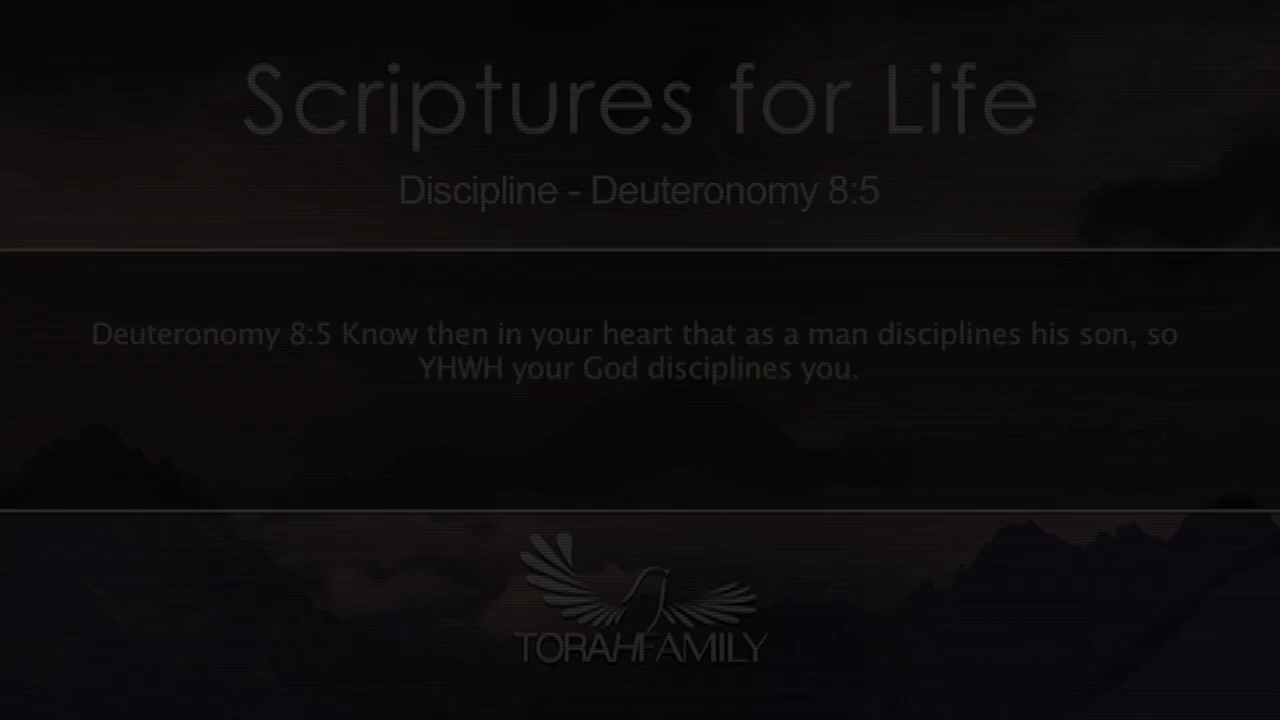 Scriptures for Life
Discipline - Deuteronomy 8:5
Deuteronomy 8:5 Know then in your heart that as a man disciplines his son, so
YHWH your God disciplines you.
TORAHFAMILY